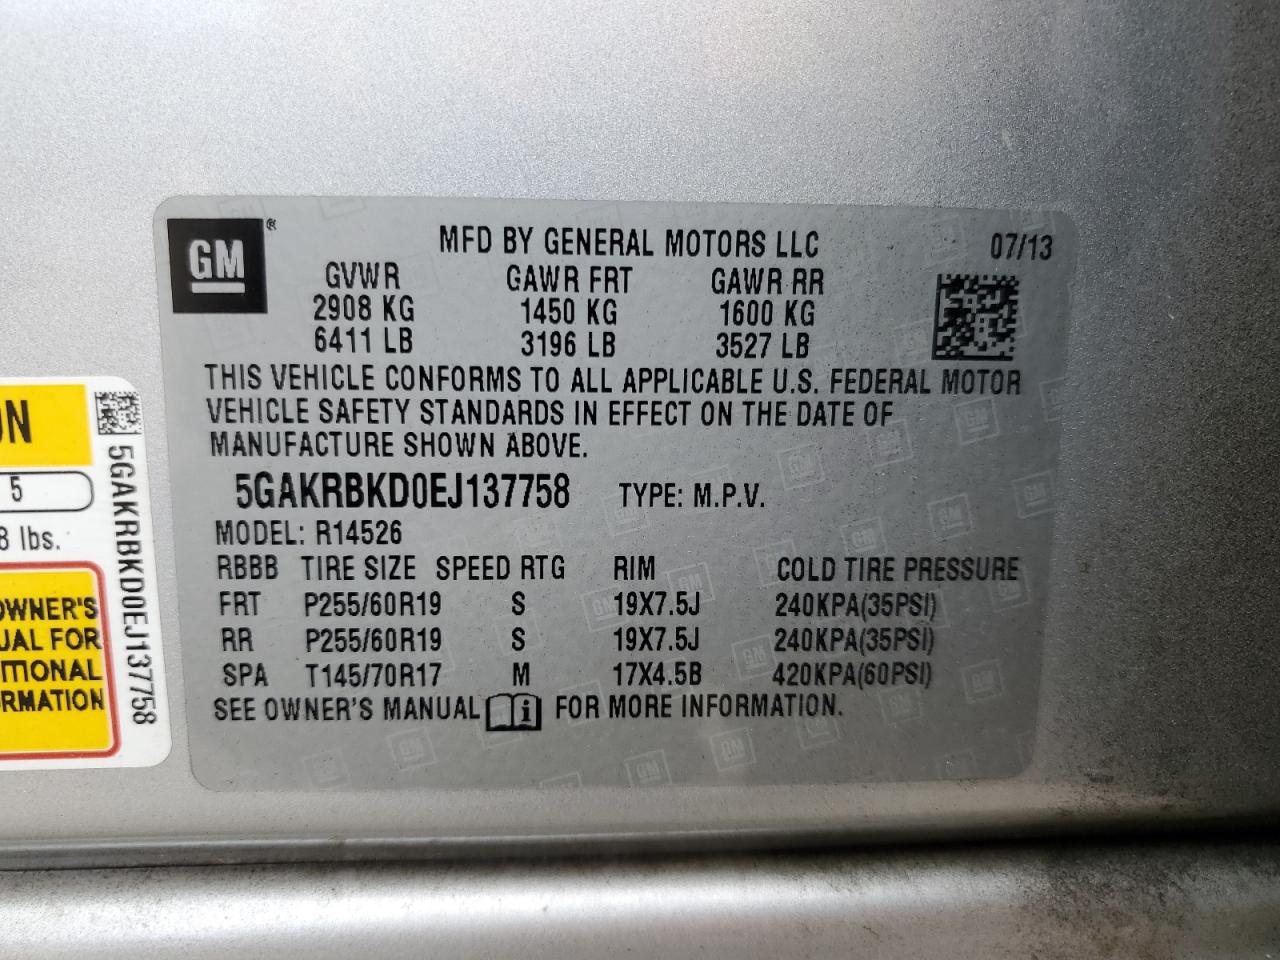 GM ®
MFD BY GENERAL MOTORS LLC 07/13
GVWR GAWR FRT GAWR RR
2908 KG 1450 KG 1600 KG
6411 LB 3196 LB 3527 LB
THIS VEHICLE CONFORMS TO ALL APPLICABLE U.S. FEDERAL MOTOR
VEHICLE SAFETY STANDARDS IN EFFECT ON THE DATE OF
MANUFACTURE SHOWN ABOVE.
5GAKRBKD0EJ137758 TYPE: M.P.V.
MODEL: R14526
RBBB TIRE SIZE SPEED RTG RIM COLD TIRE PRESSURE
FRT P255/60R19 S 19X7.5J 240KPA(35PSI)
RR P255/60R19 S 19X7.5J 240KPA(35PSI)
SPA T145/70R17 M 17X4.5B 420KPA(60PSI)
SEE OWNER'S MANUAL i FOR MORE INFORMATION.
ON
5
8 lbs.
OWNER'S
UAL FOR
ITIONAL
RMATION
5GAKRBKD0EJ137758